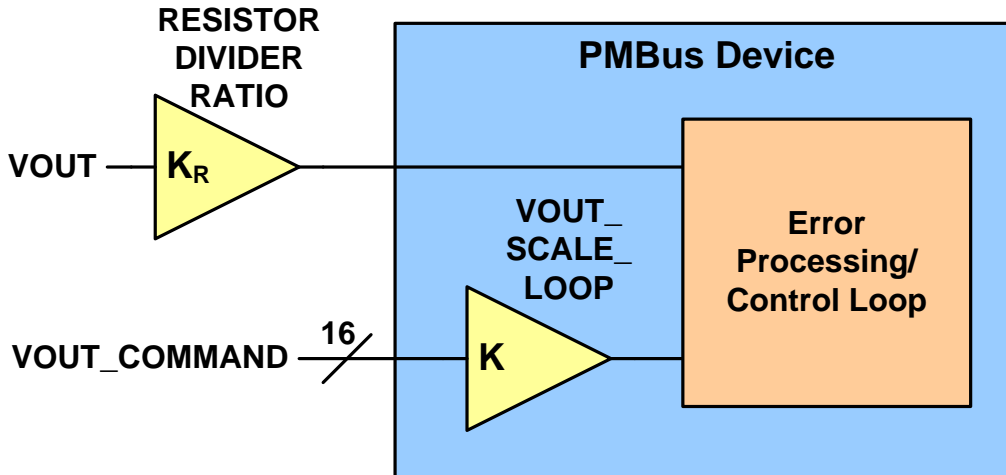 RESISTOR
DIVIDER
RATIO
PMBus Device
VOUT
KR
VOUT_
SCALE_
LOOP
Error
Processing/
Control Loop
16
VOUT_COMMAND
K